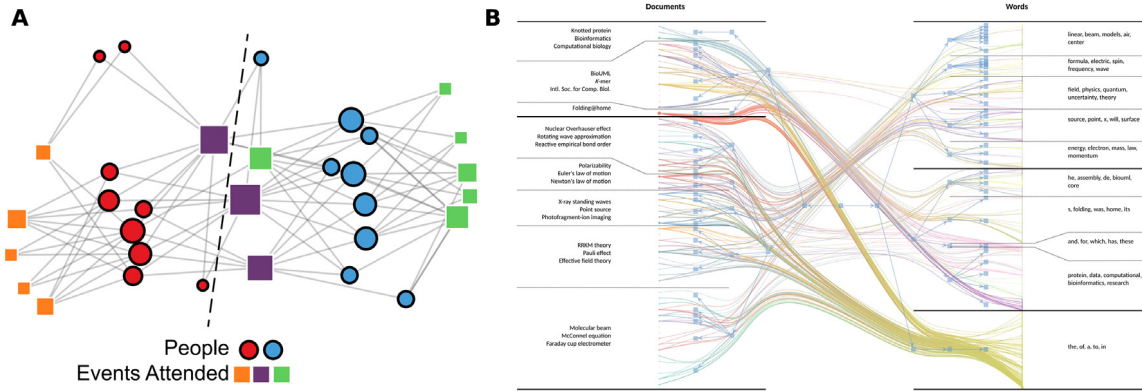 A
People
Events Attended
B
Documents
Knotted protein
Bioinformatics
Computational biology
BioUML
K-mer
Intl. Soc. for Comp. Biol.
Folding@home
Nuclear Overhauser effect
Rotating wave approximation
Reactive empirical bond order
Polarizability
Euler's law of motion
Newton's law of motion
X-ray standing waves
Point source
Photofragment-ion imaging
RRKM theory
Pauli effect
Effective field theory
Molecular beam
McConnel equation
Faraday cup electrometer
Words
linear, beam, models, air,
center
formula, electric, spin,
frequency, wave
field, physics, quantum,
uncertainty, theory
source, point, x, will, surface
energy, electron, mass, law,
momentum
he, assembly, de, biouml,
core
s, folding, was, home, its
and, for, which, has, these
protein, data, computational,
bioinformatics, research
the, of, a, to, in